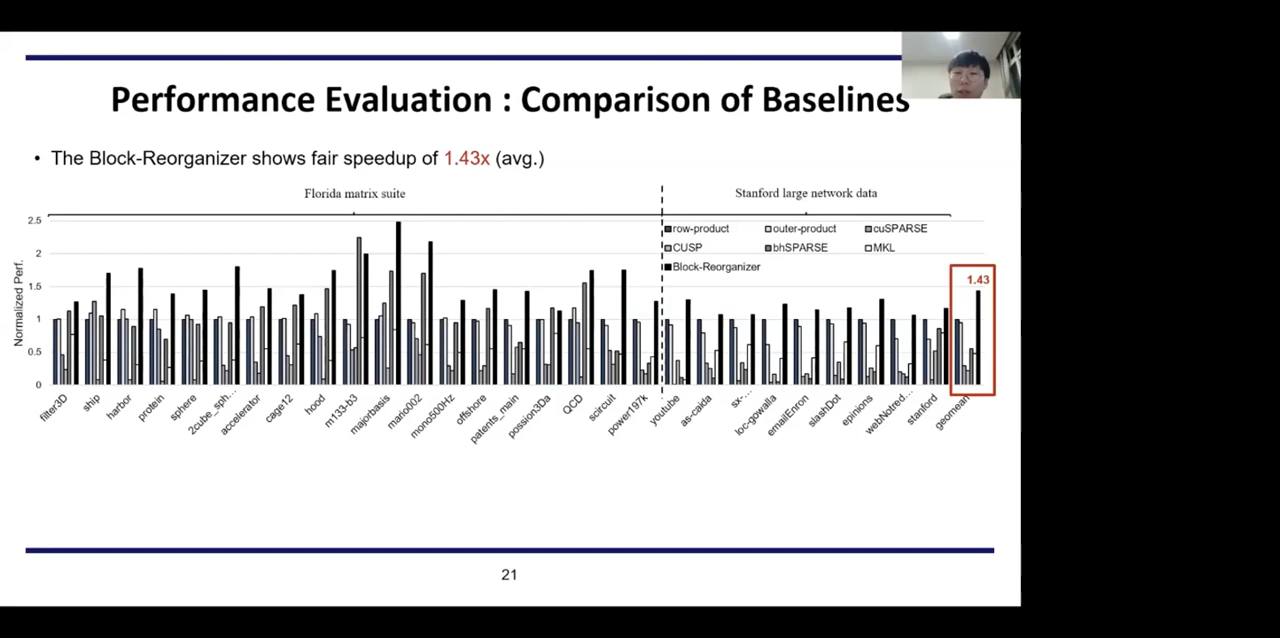 Performance Evaluation : Comparison of Baselines
• The Block-Reorganizer shows fair speedup of 1.43x (avg.)
Florida matrix suite
Stanford large network data
2.5
2
1.5
1
0.5
0
Normalized Perf.
row-product
outer-product
cuSPARSE
CUSP
bhSPARSE
MKL
Block-Reorganizer
1.43
filter3D
ship
harbor
protein
sphere
2cube_sph...
accelerator
cage12
hood
m133-b3
majorbasis
mario002
mono500Hz
offshore
patents_main
possion3Da
QCD
scircuit
power197k
youtube
as-caida
sx-...
loc-gowalla
emailEnron
slashDot
epinions
webNotred...
stanford
geomean
21